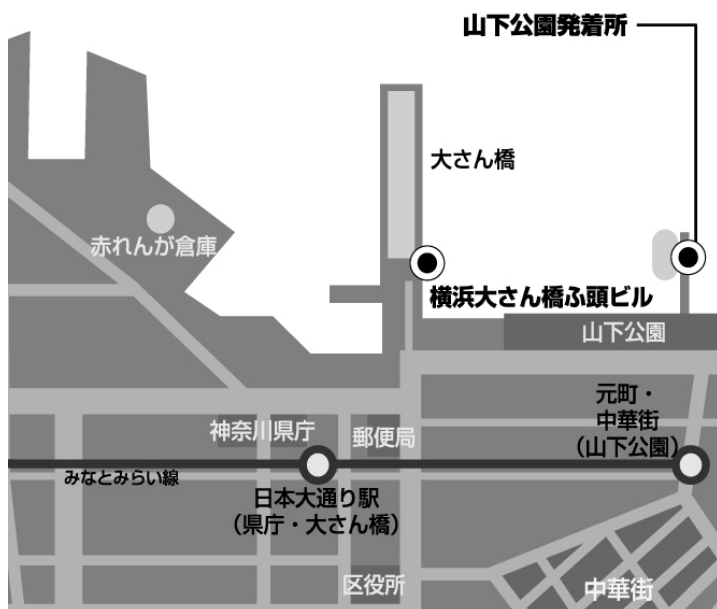 山下公園発着所
大さん橋
赤れんが倉庫
横浜大さん橋ふ頭ビル
山下公園
元町・
中華街
（山下公園）
神奈川県庁
郵便局
みなとみらい線
日本大通り駅
（県庁・大さん橋）
区役所
中華街